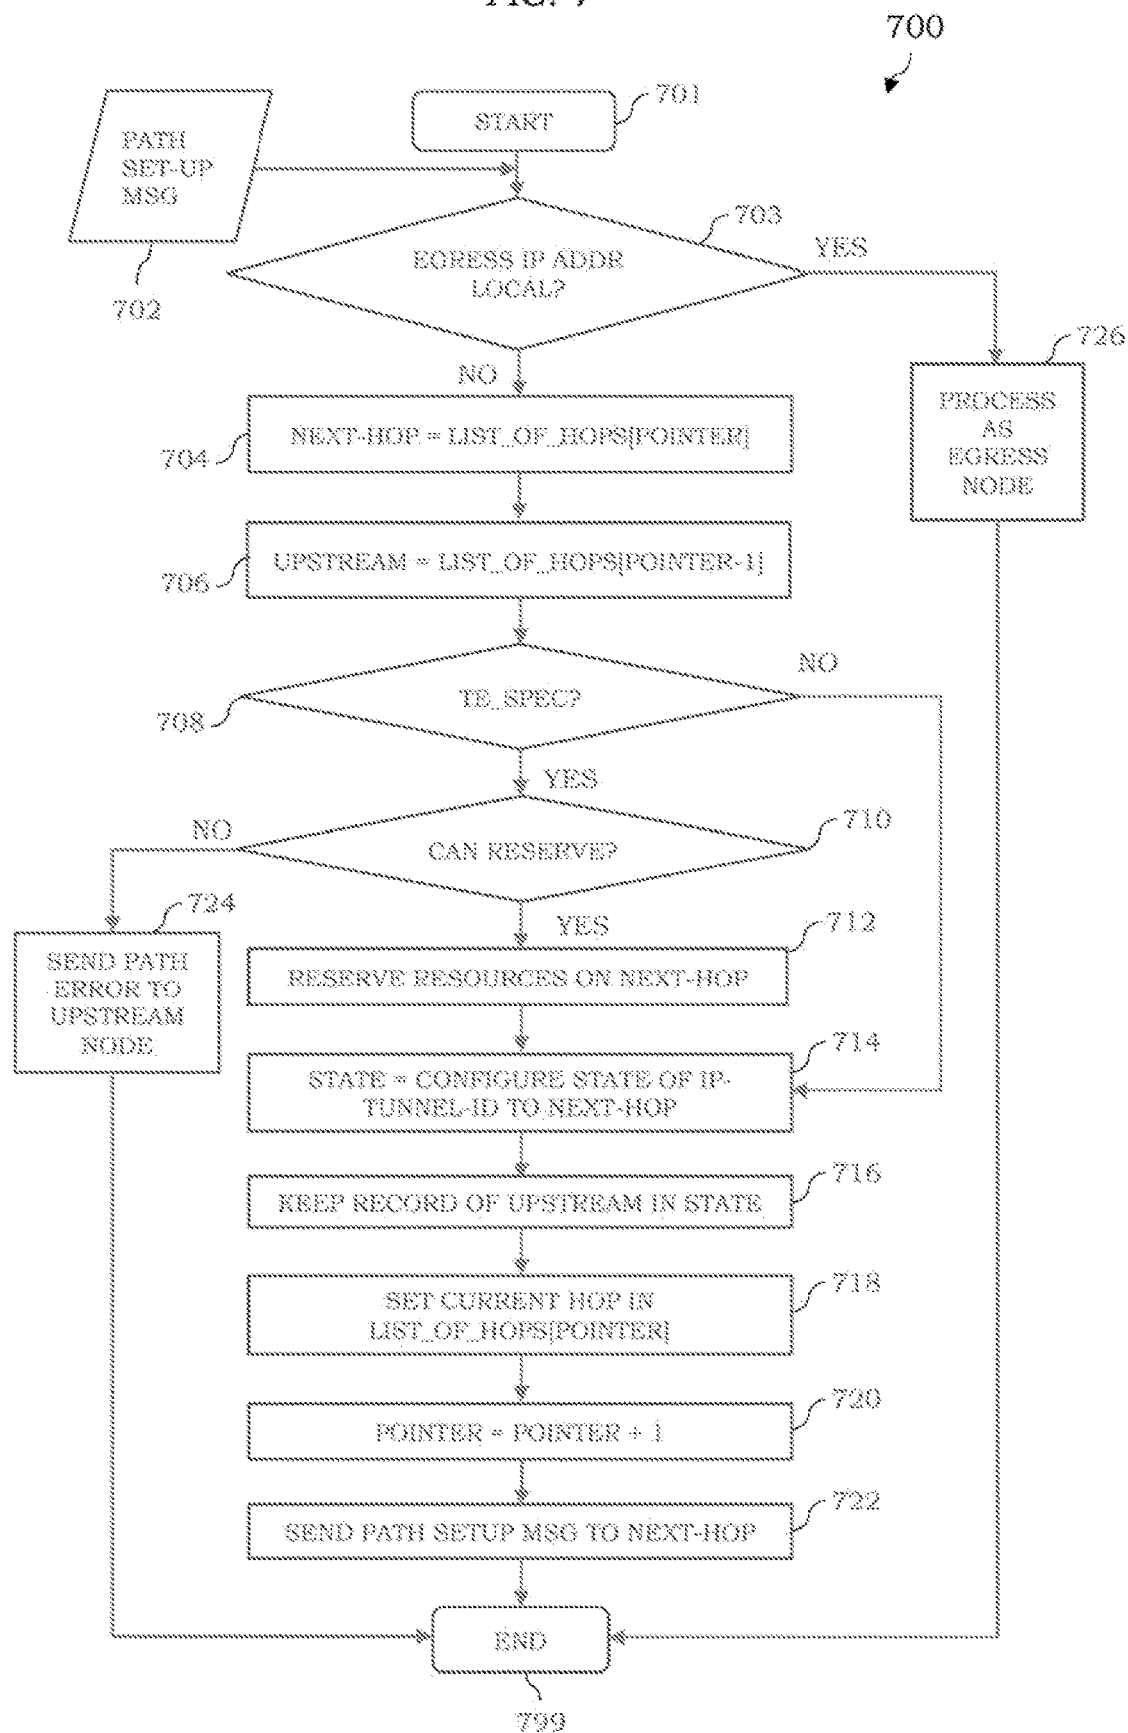 FIG. 7
700
START
701
PATH
SET-UP
MSG
702
703
EGRESS IP ADDR
LOCAL?
YES
NO
726
PROCESS
AS
EGRESS
NODE
NEXT-HOP = LIST_OF_HOPS[POINTER]
704
UPSTREAM = LIST_OF_HOPS[POINTER-1]
706
TE_SPEC?
NO
708
YES
CAN RESERVE?
NO
710
YES
724
SEND PATH
ERROR TO
UPSTREAM
NODE
712
RESERVE RESOURCES ON NEXT-HOP
714
STATE = CONFIGURE STATE OF IP-
TUNNEL-ID TO NEXT-HOP
716
KEEP RECORD OF UPSTREAM IN STATE
718
SET CURRENT HOP IN
LIST_OF_HOPS[POINTER]
720
POINTER = POINTER + 1
722
SEND PATH SETUP MSG TO NEXT-HOP
END
799